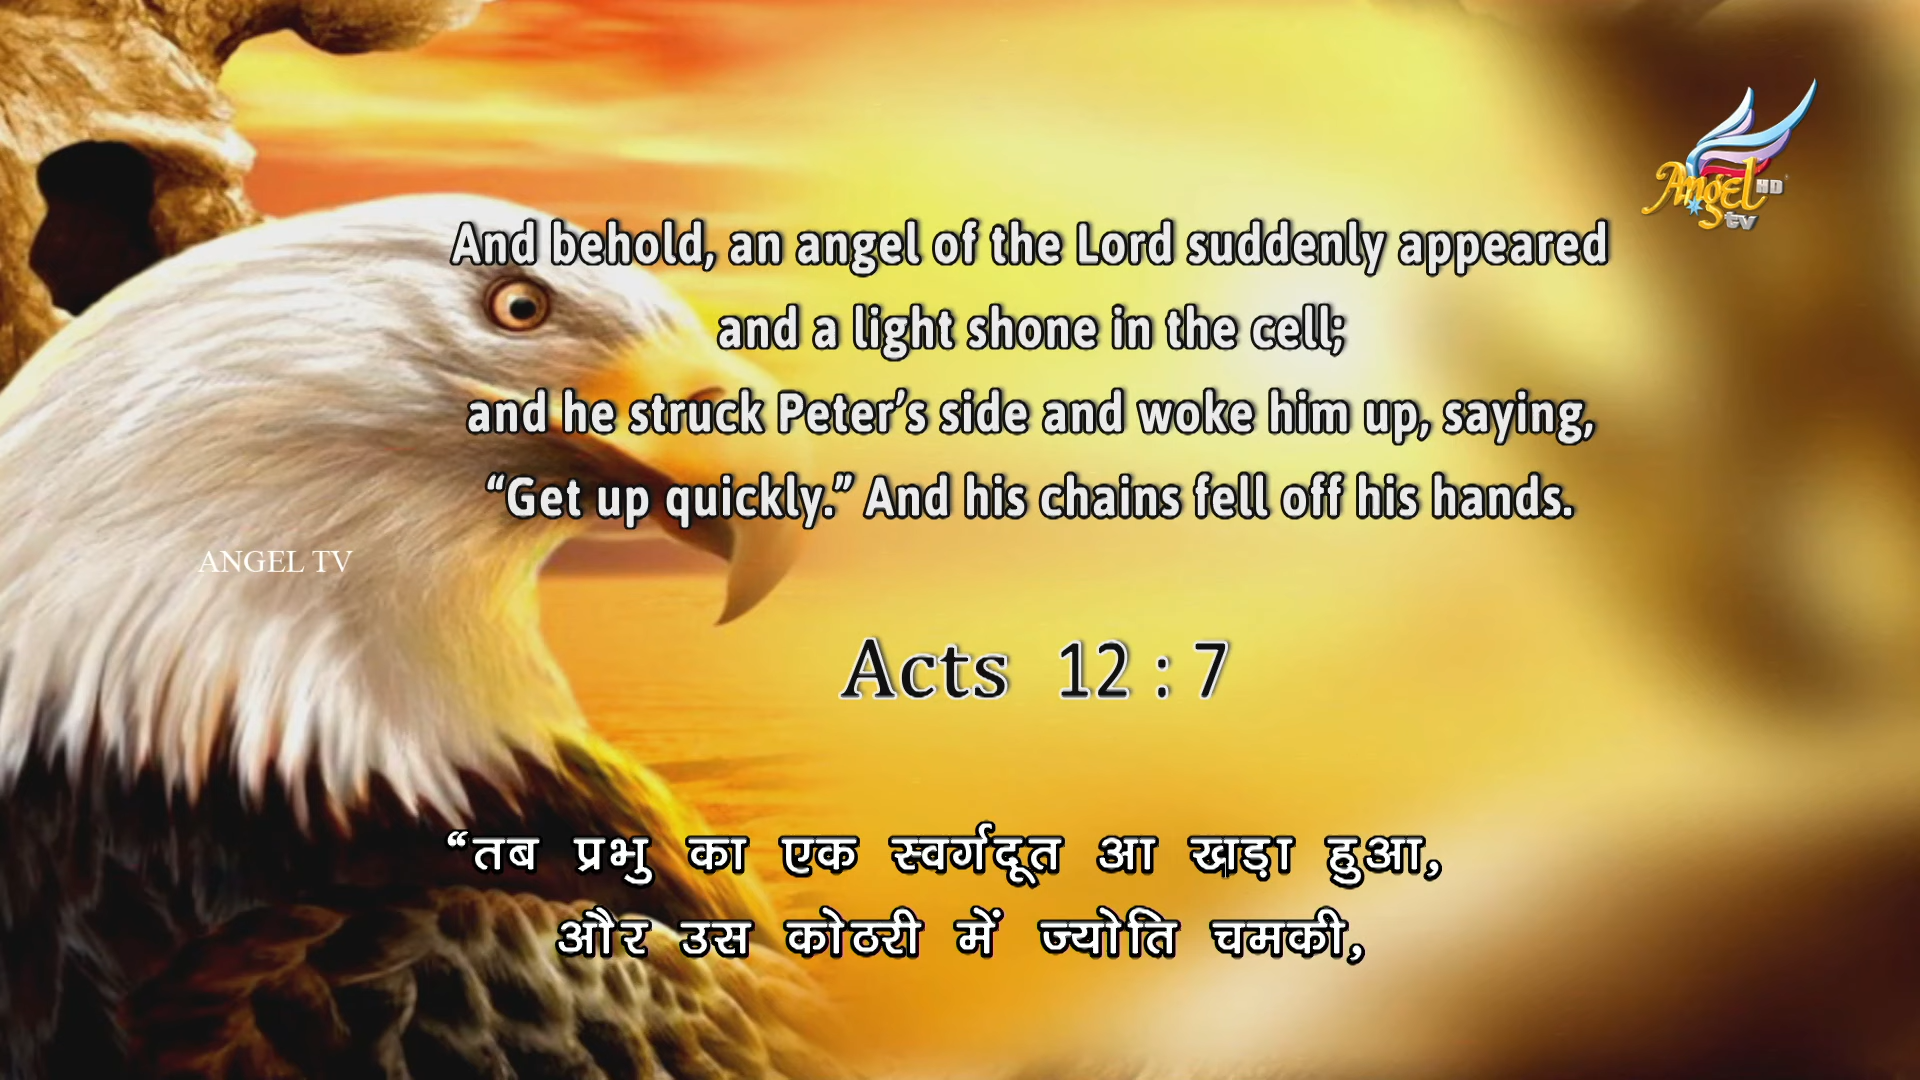 Angel HD
tv
And behold, an angel of the Lord suddenly appeared
and a light shone in the cell;
and he struck Peter’s side and woke him up, saying,
“Get up quickly.” And his chains fell off his hands.
ANGEL TV
Acts 12 : 7
“तब प्रभु का एक स्वर्गदूत आ खड़ा हुआ,
और उस कोठरी में ज्योति चमकी,